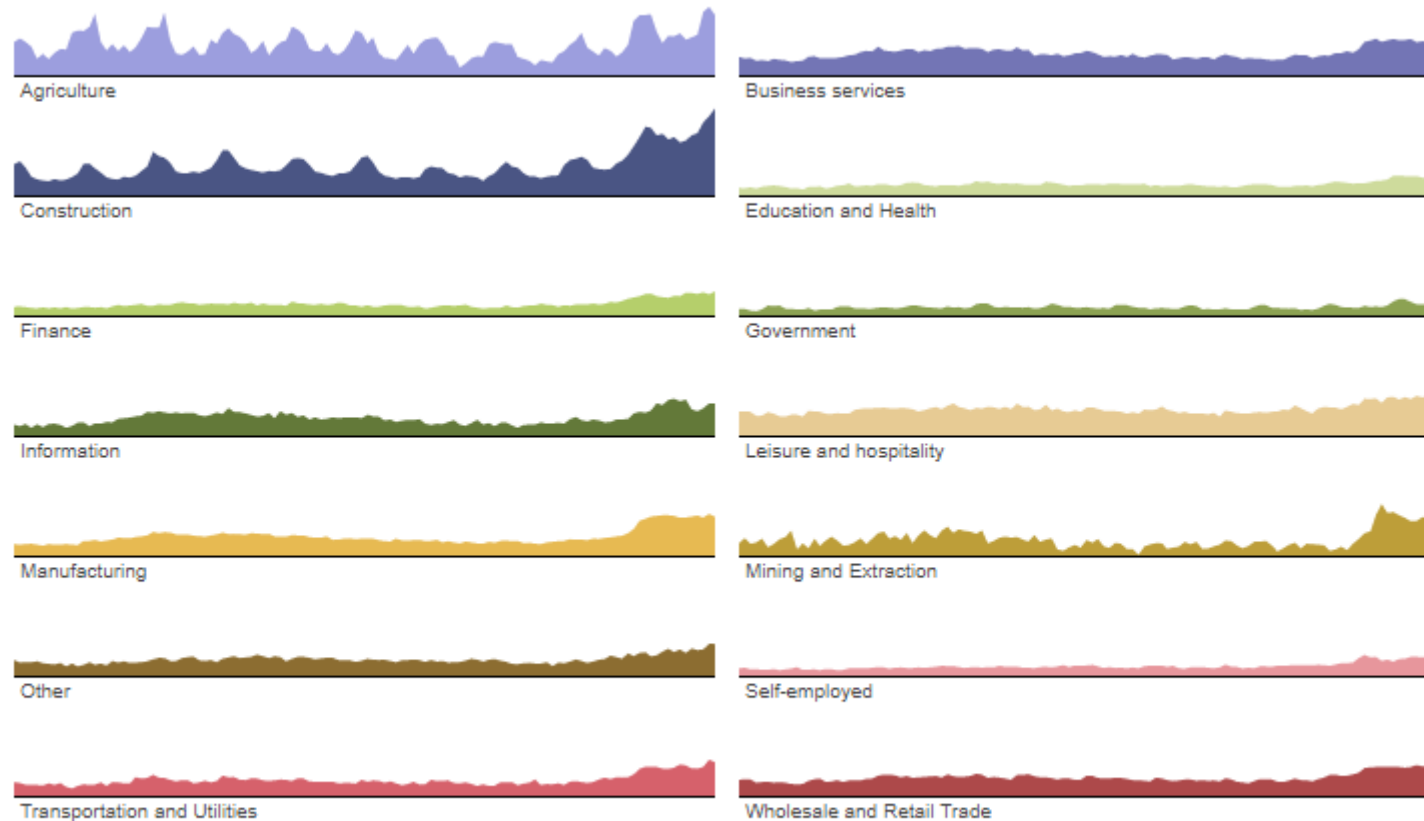 Agriculture
Business services
Construction
Education and Health
Finance
Government
Information
Leisure and hospitality
Manufacturing
Mining and Extraction
Other
Self-employed
Transportation and Utilities
Wholesale and Retail Trade